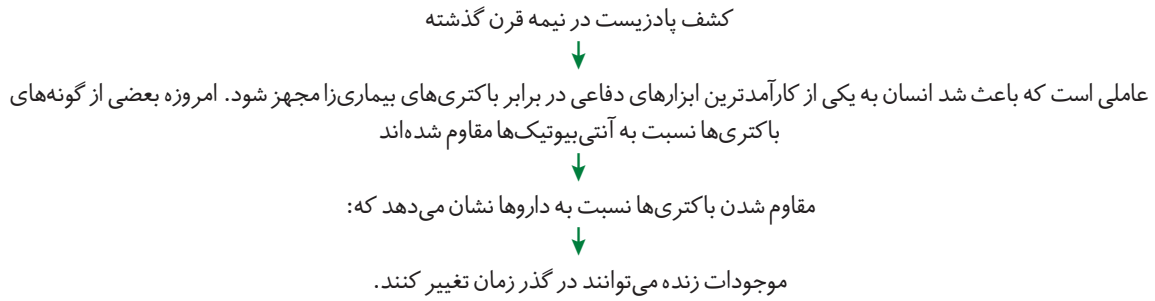 کشف پادزیست در نیمه قرن گذشته
عاملی است که باعث شد انسان به یکی از کارآمدترین ابزارهای دفاعی در برابر باکتری‌های بیماری‌زا مجهز شود. امروزه بعضی از گونه‌های
باکتری‌ها نسبت به آنتی‌بیوتیک‌ها مقاوم شده‌اند
مقاوم شدن باکتری‌ها نسبت به داروها نشان می‌دهد که:
موجودات زنده می‌توانند در گذر زمان تغییر کنند.